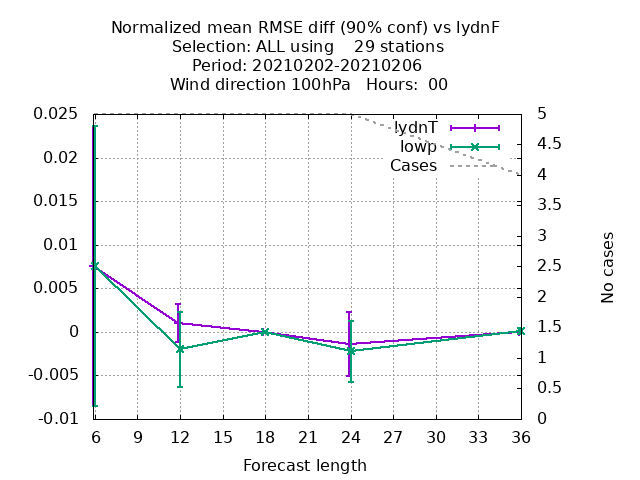 Normalized mean RMSE diff (90% conf) vs lydnF
Selection: ALL using    29 stations
Period: 20210202-20210206
Wind direction 100hPa   Hours:  00
0.025
0.02
0.015
0.01
0.005
0
-0.005
-0.01
5
4.5
4
3.5
3
2.5
2
1.5
1
0.5
0
lydnT
lowp
Cases
No cases
6 9 12 15 18 21 24 27 30 33 36
Forecast length